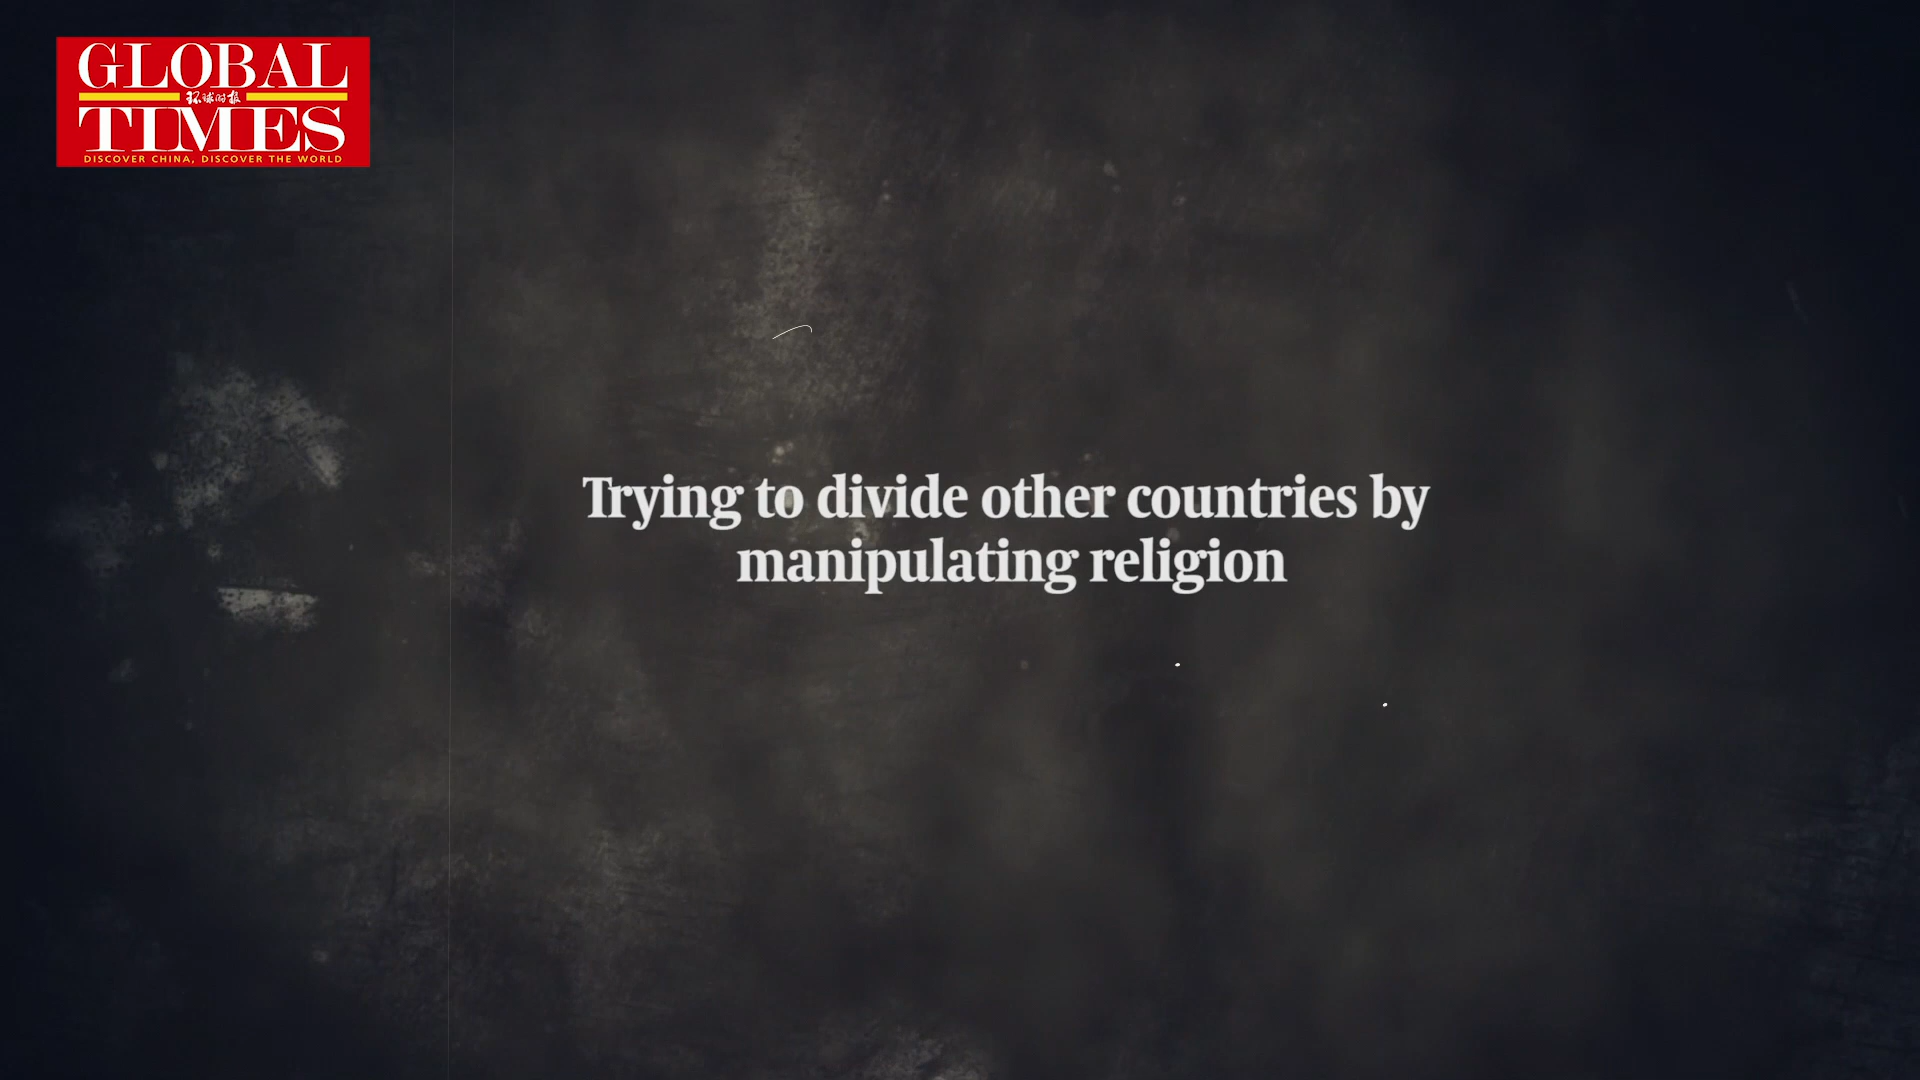 GLOBAL
环球时报
TIMES
DISCOVER CHINA, DISCOVER THE WORLD
Trying to divide other countries by
manipulating religion